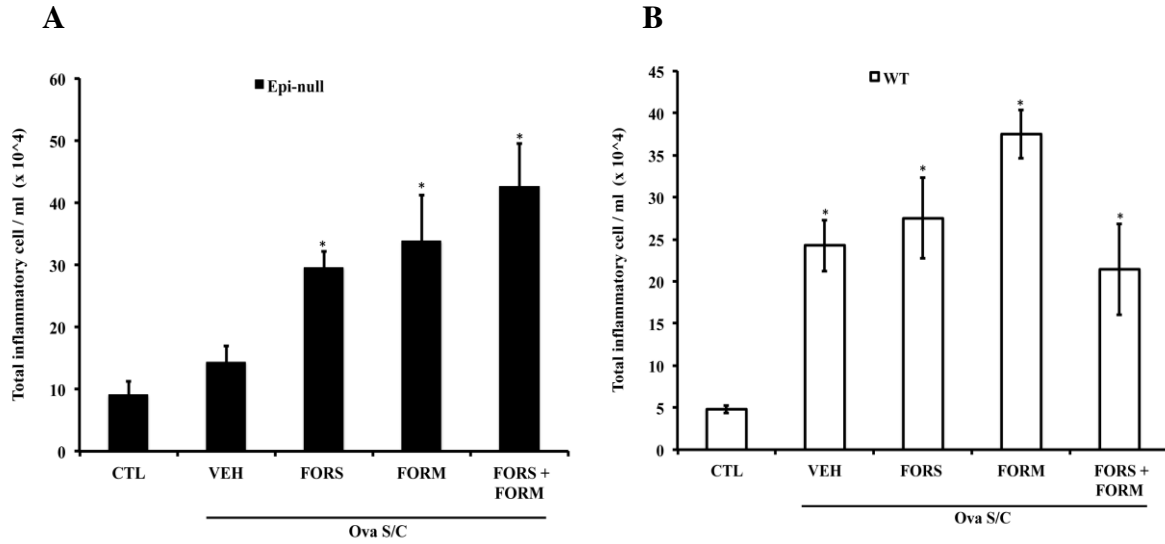 A
Epi-null
Total inflammatory cell / ml (x 10^4)
60
50
40
30
20
10
0
*
*
*
CTL
VEH
FORS
FORM
FORS +
FORM
Ova S/C
B
WT
Total inflammatory cell / ml (x 10^4)
45
40
35
30
25
20
15
10
5
0
*
*
*
*
CTL
VEH
FORS
FORM
FORS +
FORM
Ova S/C